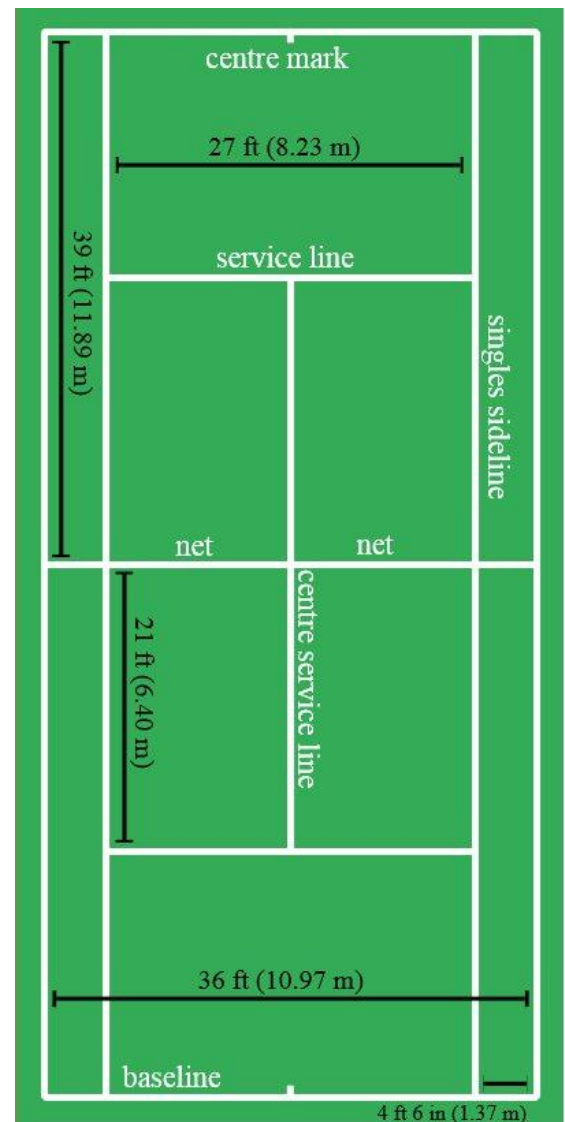 centre mark
27 ft (8.23 m)
service line
39 ft (11.89 m)
singles sideline
net
net
centre service line
21 ft (6.40 m)
36 ft (10.97 m)
baseline
4 ft 6 in (1.37 m)